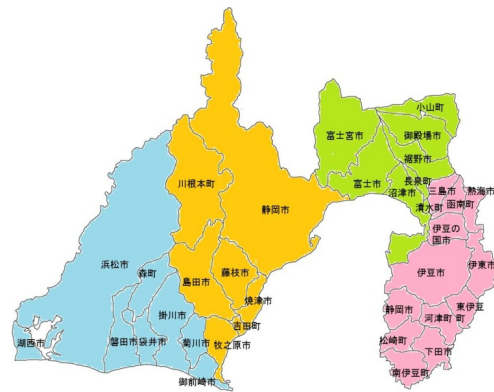 小山町
御殿場市
富士宮市
裾野市
長泉町
富士市
沼津市
三島市
熱海市
清水町
函南町
川根本町
静岡市
伊豆の
国市
伊東市
伊豆市
浜松市
森町
島田市
藤枝市
焼津市
掛川市
吉田町
静岡市
東伊豆
町
河津町
湖西市
磐田市
袋井市
菊川市
牧之原市
松崎町
下田市
御前崎市
南伊豆町